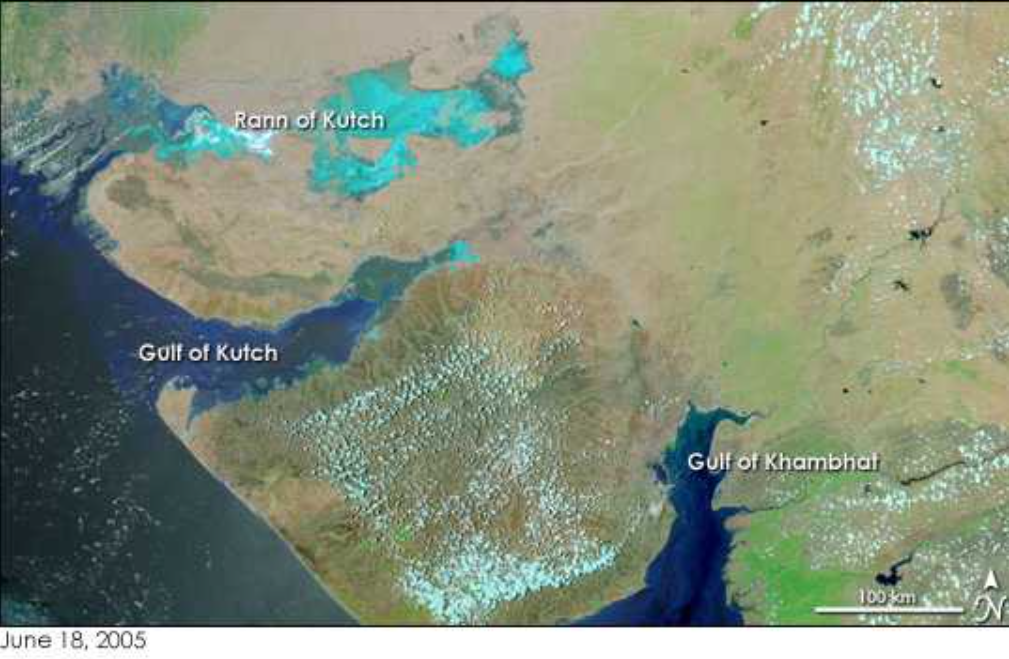 Rann of Kutch
Gulf of Kutch
Gulf of Khambhat
100 km
N
June 18, 2005